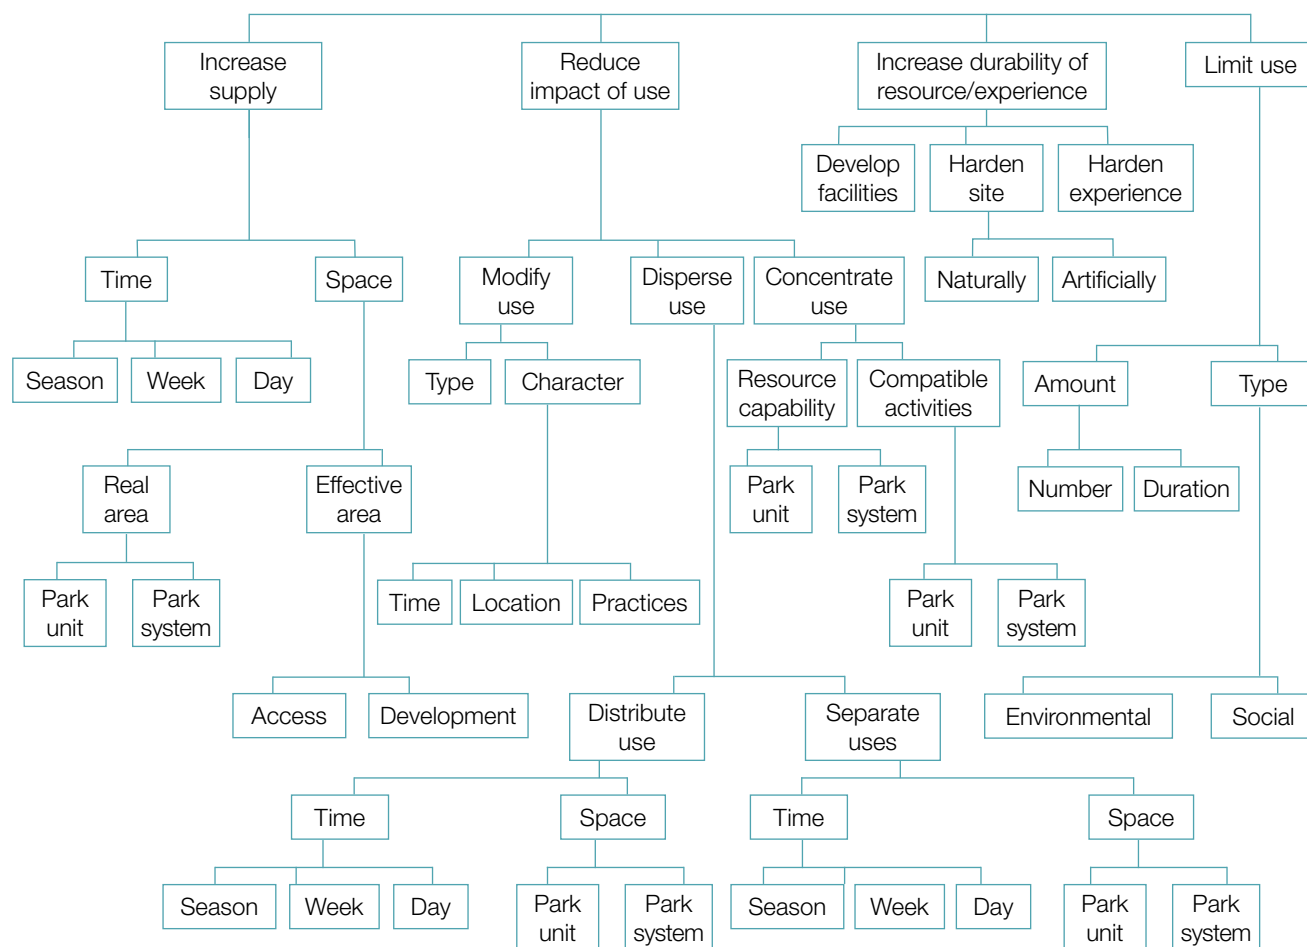 Increase
supply
Reduce
impact of use
Increase durability of
resource/experience
Limit use
Develop
facilities
Harden
site
Harden
experience
Time
Space
Modify
use
Disperse
use
Concentrate
use
Naturally
Artificially
Season
Week
Day
Type
Character
Resource
capability
Compatible
activities
Amount
Type
Real
area
Effective
area
Park
unit
Park
system
Number
Duration
Park
unit
Park
system
Time
Location
Practices
Park
unit
Park
system
Access
Development
Distribute
use
Separate
uses
Environmental
Social
Time
Space
Time
Space
Season
Week
Day
Park
unit
Park
system
Season
Week
Day
Park
unit
Park
system